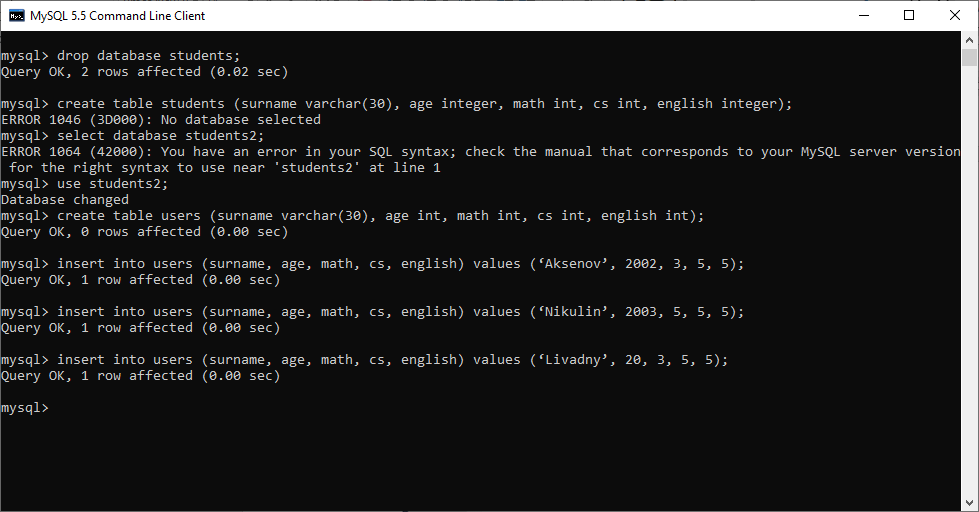 MySQL 5.5 Command Line Client
mysql> drop database students;
Query OK, 2 rows affected (0.02 sec)
mysql> create table students (surname varchar(30), age integer, math int, cs int, english integer);
ERROR 1046 (3D000): No database selected
mysql> select database students2;
ERROR 1064 (42000): You have an error in your SQL syntax; check the manual that corresponds to your MySQL server version
for the right syntax to use near 'students2' at line 1
mysql> use students2;
Database changed
mysql> create table users (surname varchar(30), age int, math int, cs int, english int);
Query OK, 0 rows affected (0.00 sec)
mysql> insert into users (surname, age, math, cs, english) values (‘Aksenov’, 2002, 3, 5, 5);
Query OK, 1 row affected (0.00 sec)
mysql> insert into users (surname, age, math, cs, english) values (‘Nikulin’, 2003, 5, 5, 5);
Query OK, 1 row affected (0.00 sec)
mysql> insert into users (surname, age, math, cs, english) values (‘Livadny’, 20, 3, 5, 5);
Query OK, 1 row affected (0.00 sec)
mysql>